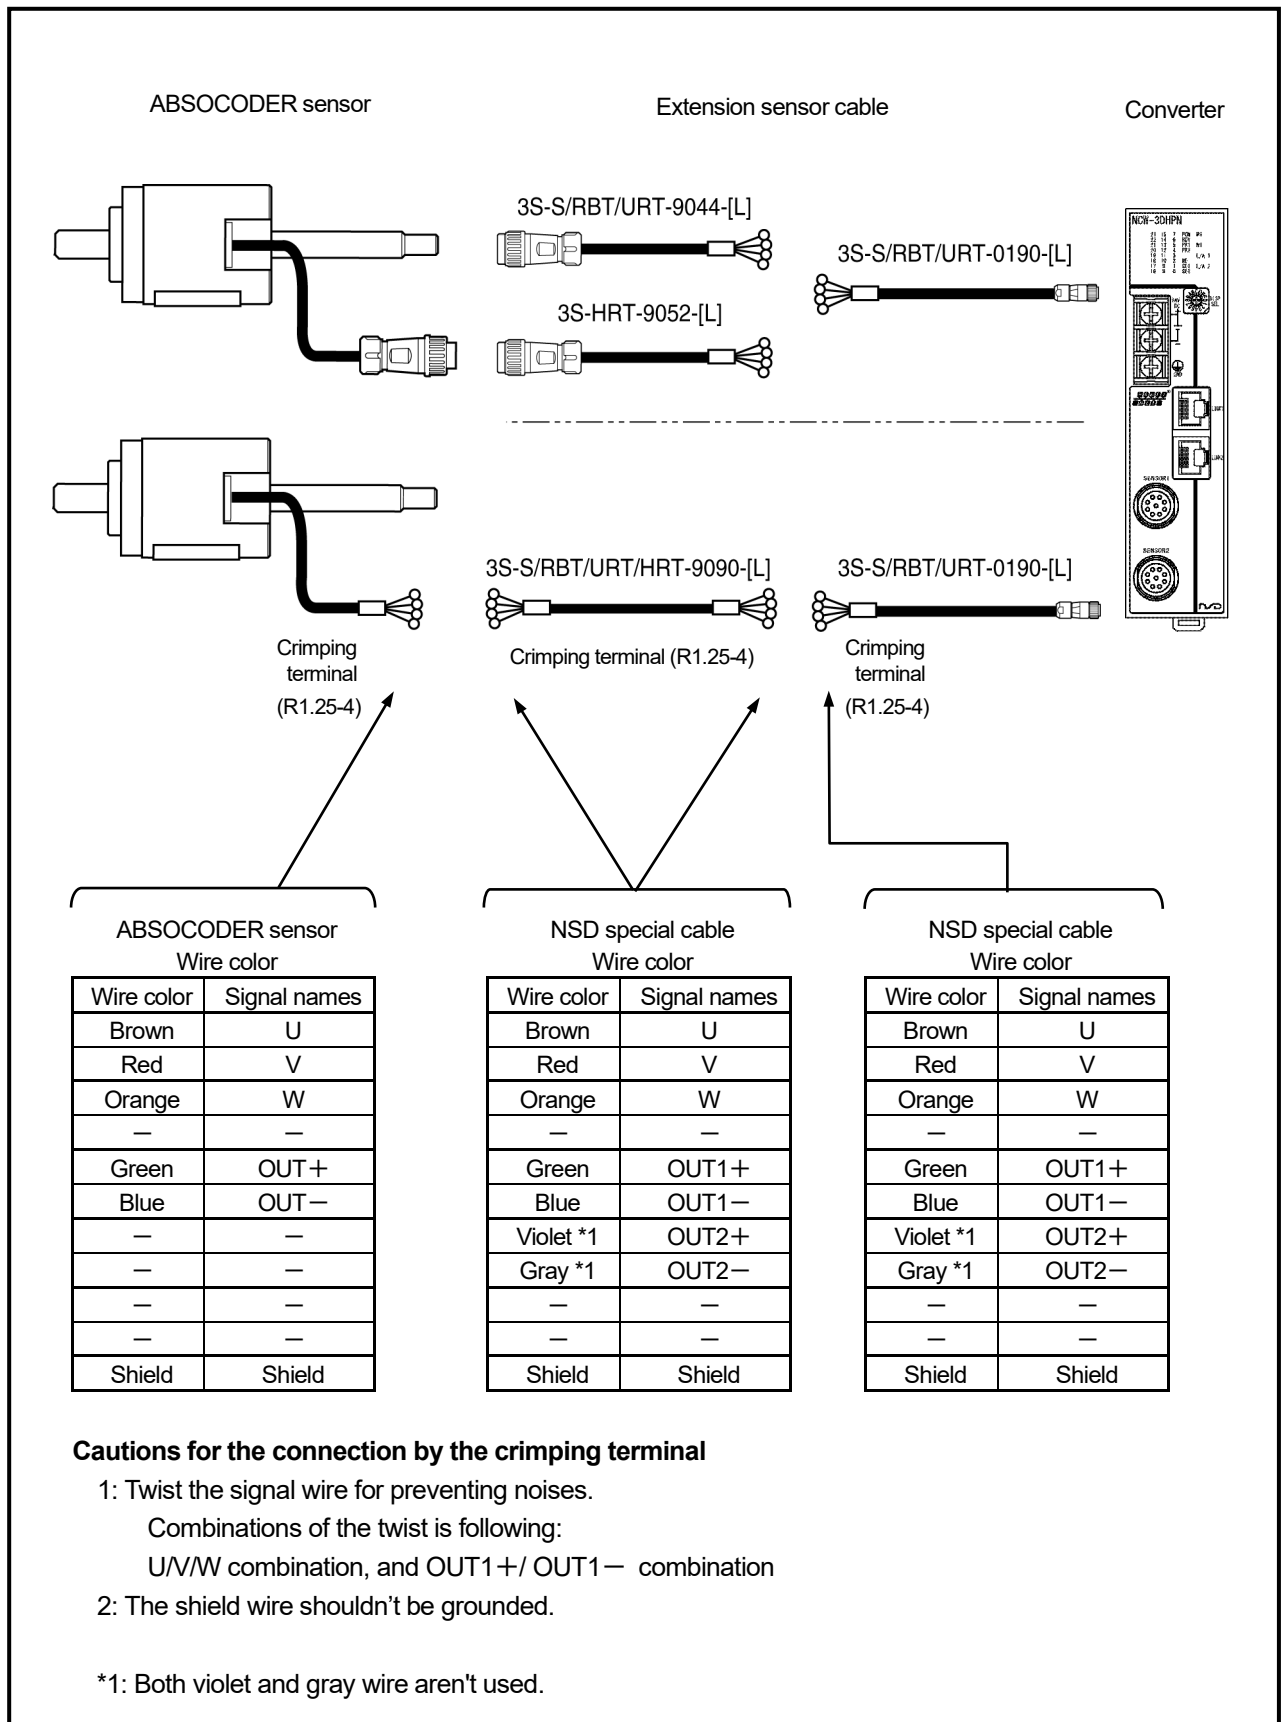 ABSOCODER sensor
Extension sensor cable
Converter
3S-S/RBT/URT-9044-[L]
3S-S/RBT/URT-0190-[L]
3S-HRT-9052-[L]
NCW-3DHPN
DISP
SEL
SENSOR1
SENSOR2
3S-S/RBT/URT/HRT-9090-[L]
3S-S/RBT/URT-0190-[L]
Crimping
terminal
(R1.25-4)
Crimping terminal (R1.25-4)
Crimping
terminal
(R1.25-4)
ABSOCODER sensor
Wire color
Wire color Signal names
Brown U
Red V
Orange W
— —
Green OUT+
Blue OUT—
— —
— —
— —
— —
Shield Shield
NSD special cable
Wire color
Wire color Signal names
Brown U
Red V
Orange W
— —
Green OUT1+
Blue OUT1—
Violet *1 OUT2+
Gray *1 OUT2—
— —
— —
Shield Shield
NSD special cable
Wire color
Wire color Signal names
Brown U
Red V
Orange W
— —
Green OUT1+
Blue OUT1—
Violet *1 OUT2+
Gray *1 OUT2—
— —
— —
Shield Shield
Cautions for the connection by the crimping terminal
1: Twist the signal wire for preventing noises.
Combinations of the twist is following:
U/V/W combination, and OUT1+/ OUT1— combination
2: The shield wire shouldn’t be grounded.
*1: Both violet and gray wire aren't used.